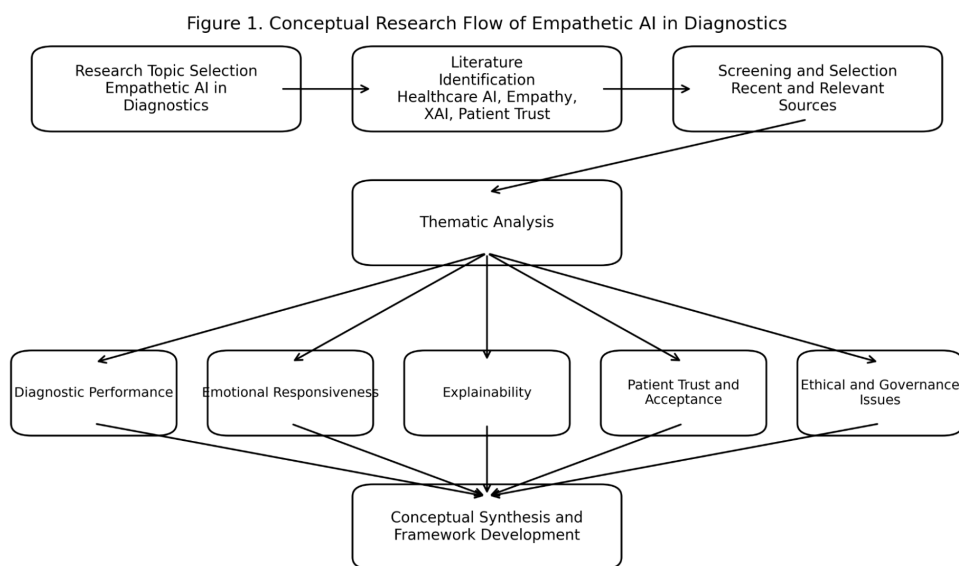 Figure 1. Conceptual Research Flow of Empathetic AI in Diagnostics
Research Topic Selection
Empathetic AI in
Diagnostics
Literature
Identification
Healthcare AI, Empathy,
XAI, Patient Trust
Screening and Selection
Recent and Relevant
Sources
Thematic Analysis
Diagnostic Performance
Emotional Responsiveness
Explainability
Patient Trust and
Acceptance
Ethical and Governance
Issues
Conceptual Synthesis and
Framework Development